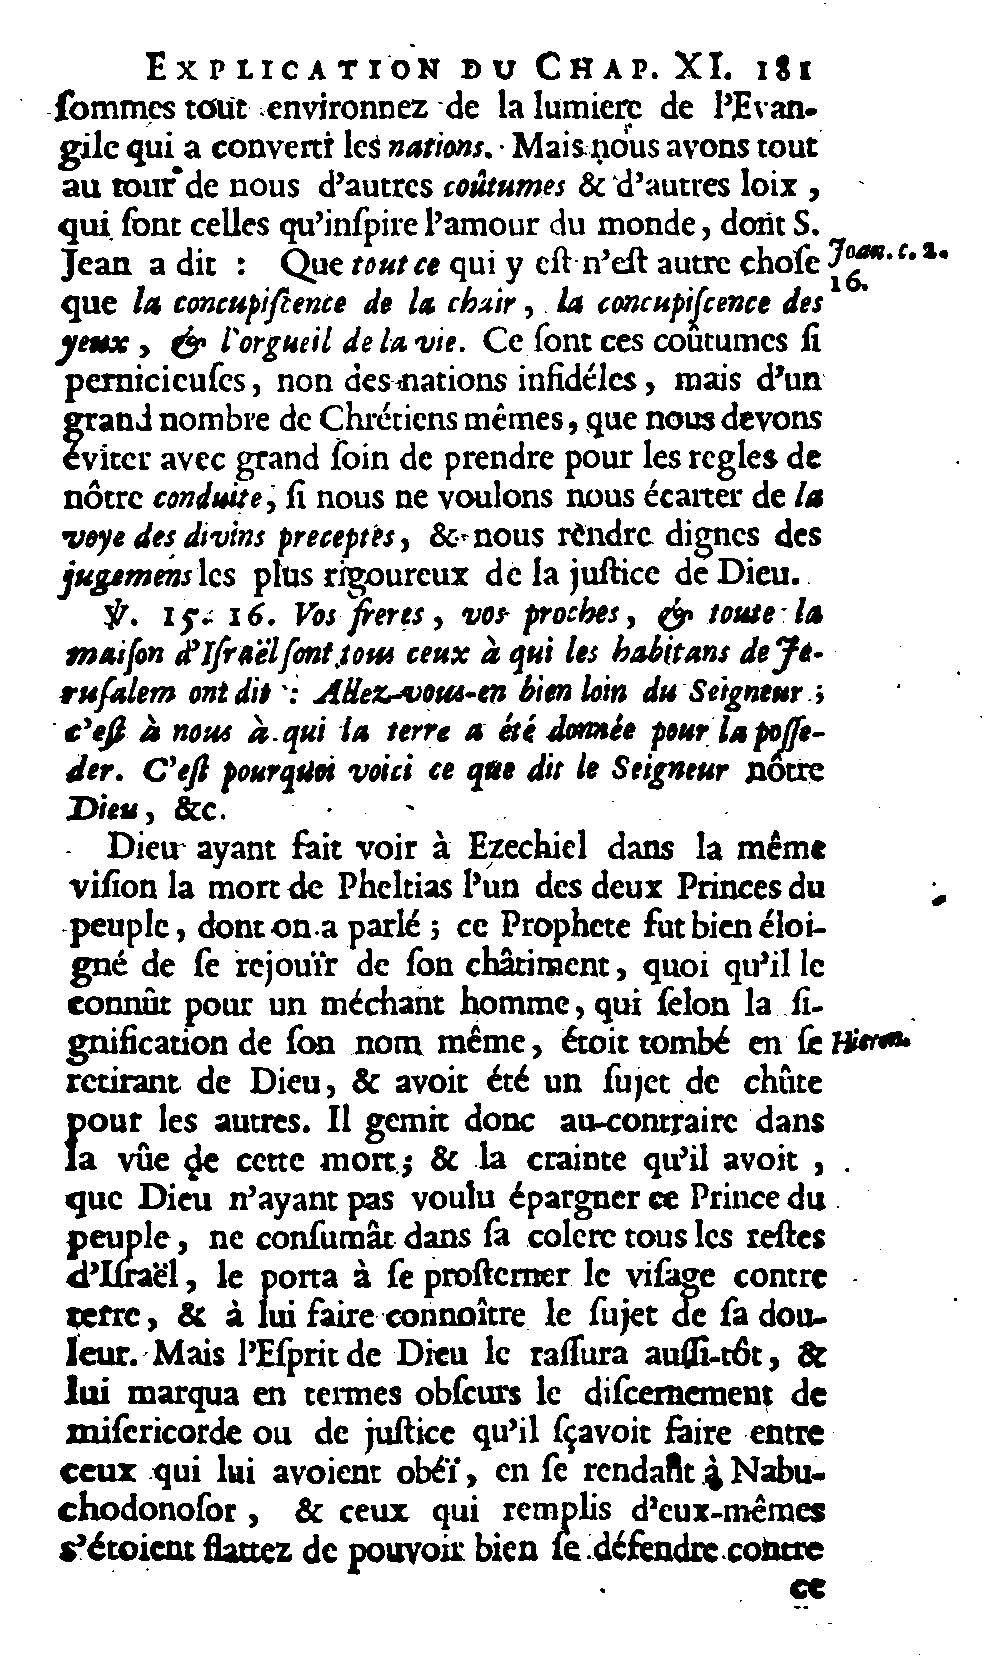 EXPLICATION DU CHAP. XI. 181
ſommes tout environnez de la lumiere de l'Evan-
gile qui a converti les nations. Mais nous avons tout
au tour de nous d'autres coûtumes & d'autres loix,
qui ſont celles qu'inſpire l'amour du monde, dont S.
Jean a dit : Que tout ce qui y eſt n'eſt autre choſe
Joan. c. 2.
16.
que la concupiſcence de la chair, la concupiſcence des
yeux, & l'orgueil de la vie. Ce ſont ces coûtumes ſi
pernicieuſes, non des nations infidéles, mais d'un
grand nombre de Chrétiens mêmes, que nous devons
éviter avec grand ſoin de prendre pour les regles de
nôtre conduite, ſi nous ne voulons nous écarter de la
voye des divins preceptes, & nous rendre dignes des
jugemens les plus rigoureux de la juſtice de Dieu.
℣. 15. 16. Vos freres, vos proches, & toute la
maiſon d'Iſraël ſont tous ceux à qui les habitans de Je-
ruſalem ont dit : Allez-vous-en bien loin du Seigneur ;
c'eſt à nous à qui la terre a été donnée pour la poſſe-
der. C'eſt pourquoi voici ce que dit le Seigneur nôtre
Dieu, &c.
Dieu ayant fait voir à Ezechiel dans la même
viſion la mort de Pheltias l'un des deux Princes du
peuple, dont on a parlé ; ce Prophete fut bien éloi-
gné de ſe rejouïr de ſon châtiment, quoi qu'il le
connût pour un méchant homme, qui ſelon la ſi-
gnification de ſon nom même, étoit tombé en ſe
Hieron.
retirant de Dieu, & avoit été un ſujet de chûte
pour les autres. Il gemit donc au-contraire dans
la vûe de cette mort ; & la crainte qu'il avoit,
que Dieu n'ayant pas voulu épargner ce Prince du
peuple, ne conſumât dans ſa colere tous les reſtes
d'Iſraël, le porta à ſe proſterner le viſage contre
terre, & à lui faire connoître le ſujet de ſa dou-
leur. Mais l'Eſprit de Dieu le raſſura auſſi-tôt, &
lui marqua en termes obſcurs le diſcernement de
miſericorde ou de juſtice qu'il ſçavoit faire entre
ceux qui lui avoient obéï, en ſe rendant à Nabu-
chodonoſor, & ceux qui remplis d'eux-mêmes
s'étoient flattez de pouvoir bien ſe défendre contre
ce